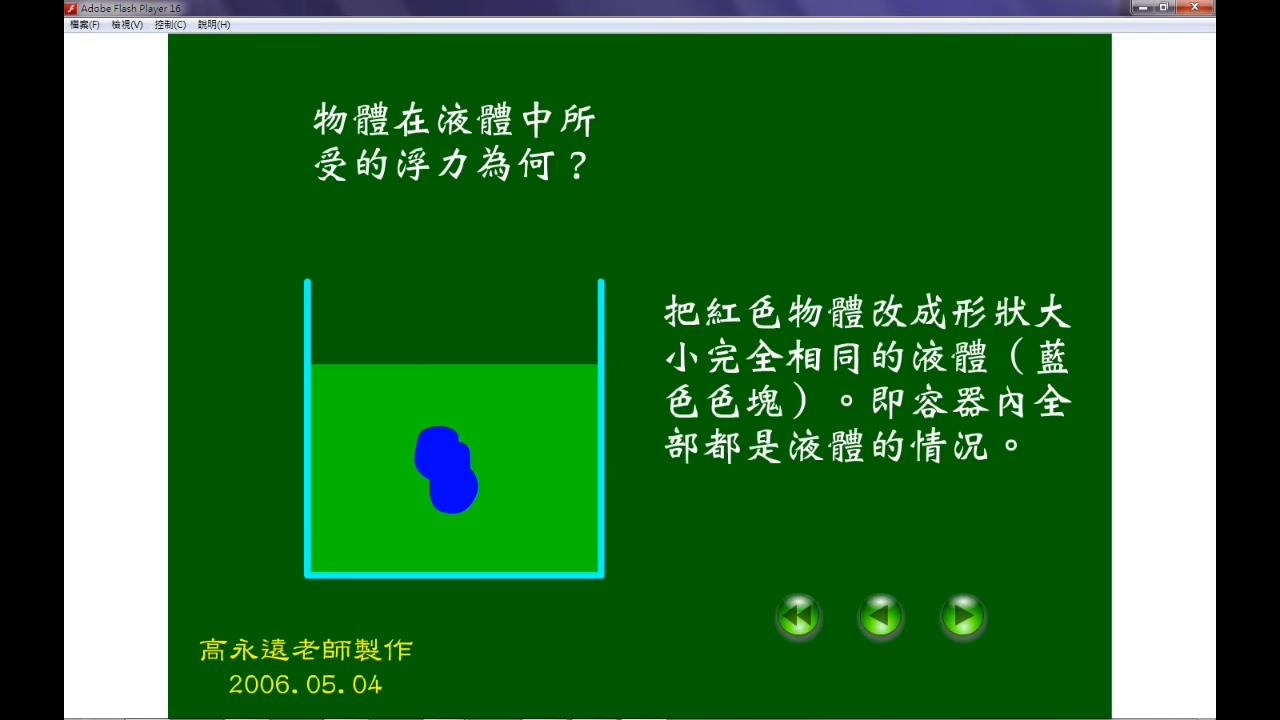 Adobe Flash Player 16
檔案(F) 檢視(V) 控制(C) 說明(H)
物體在液體中所
受的浮力為何？
把紅色物體改成形狀大
小完全相同的液體（藍
色色塊）。即容器內全
部都是液體的情況。
高永遠老師製作
2006.05.04